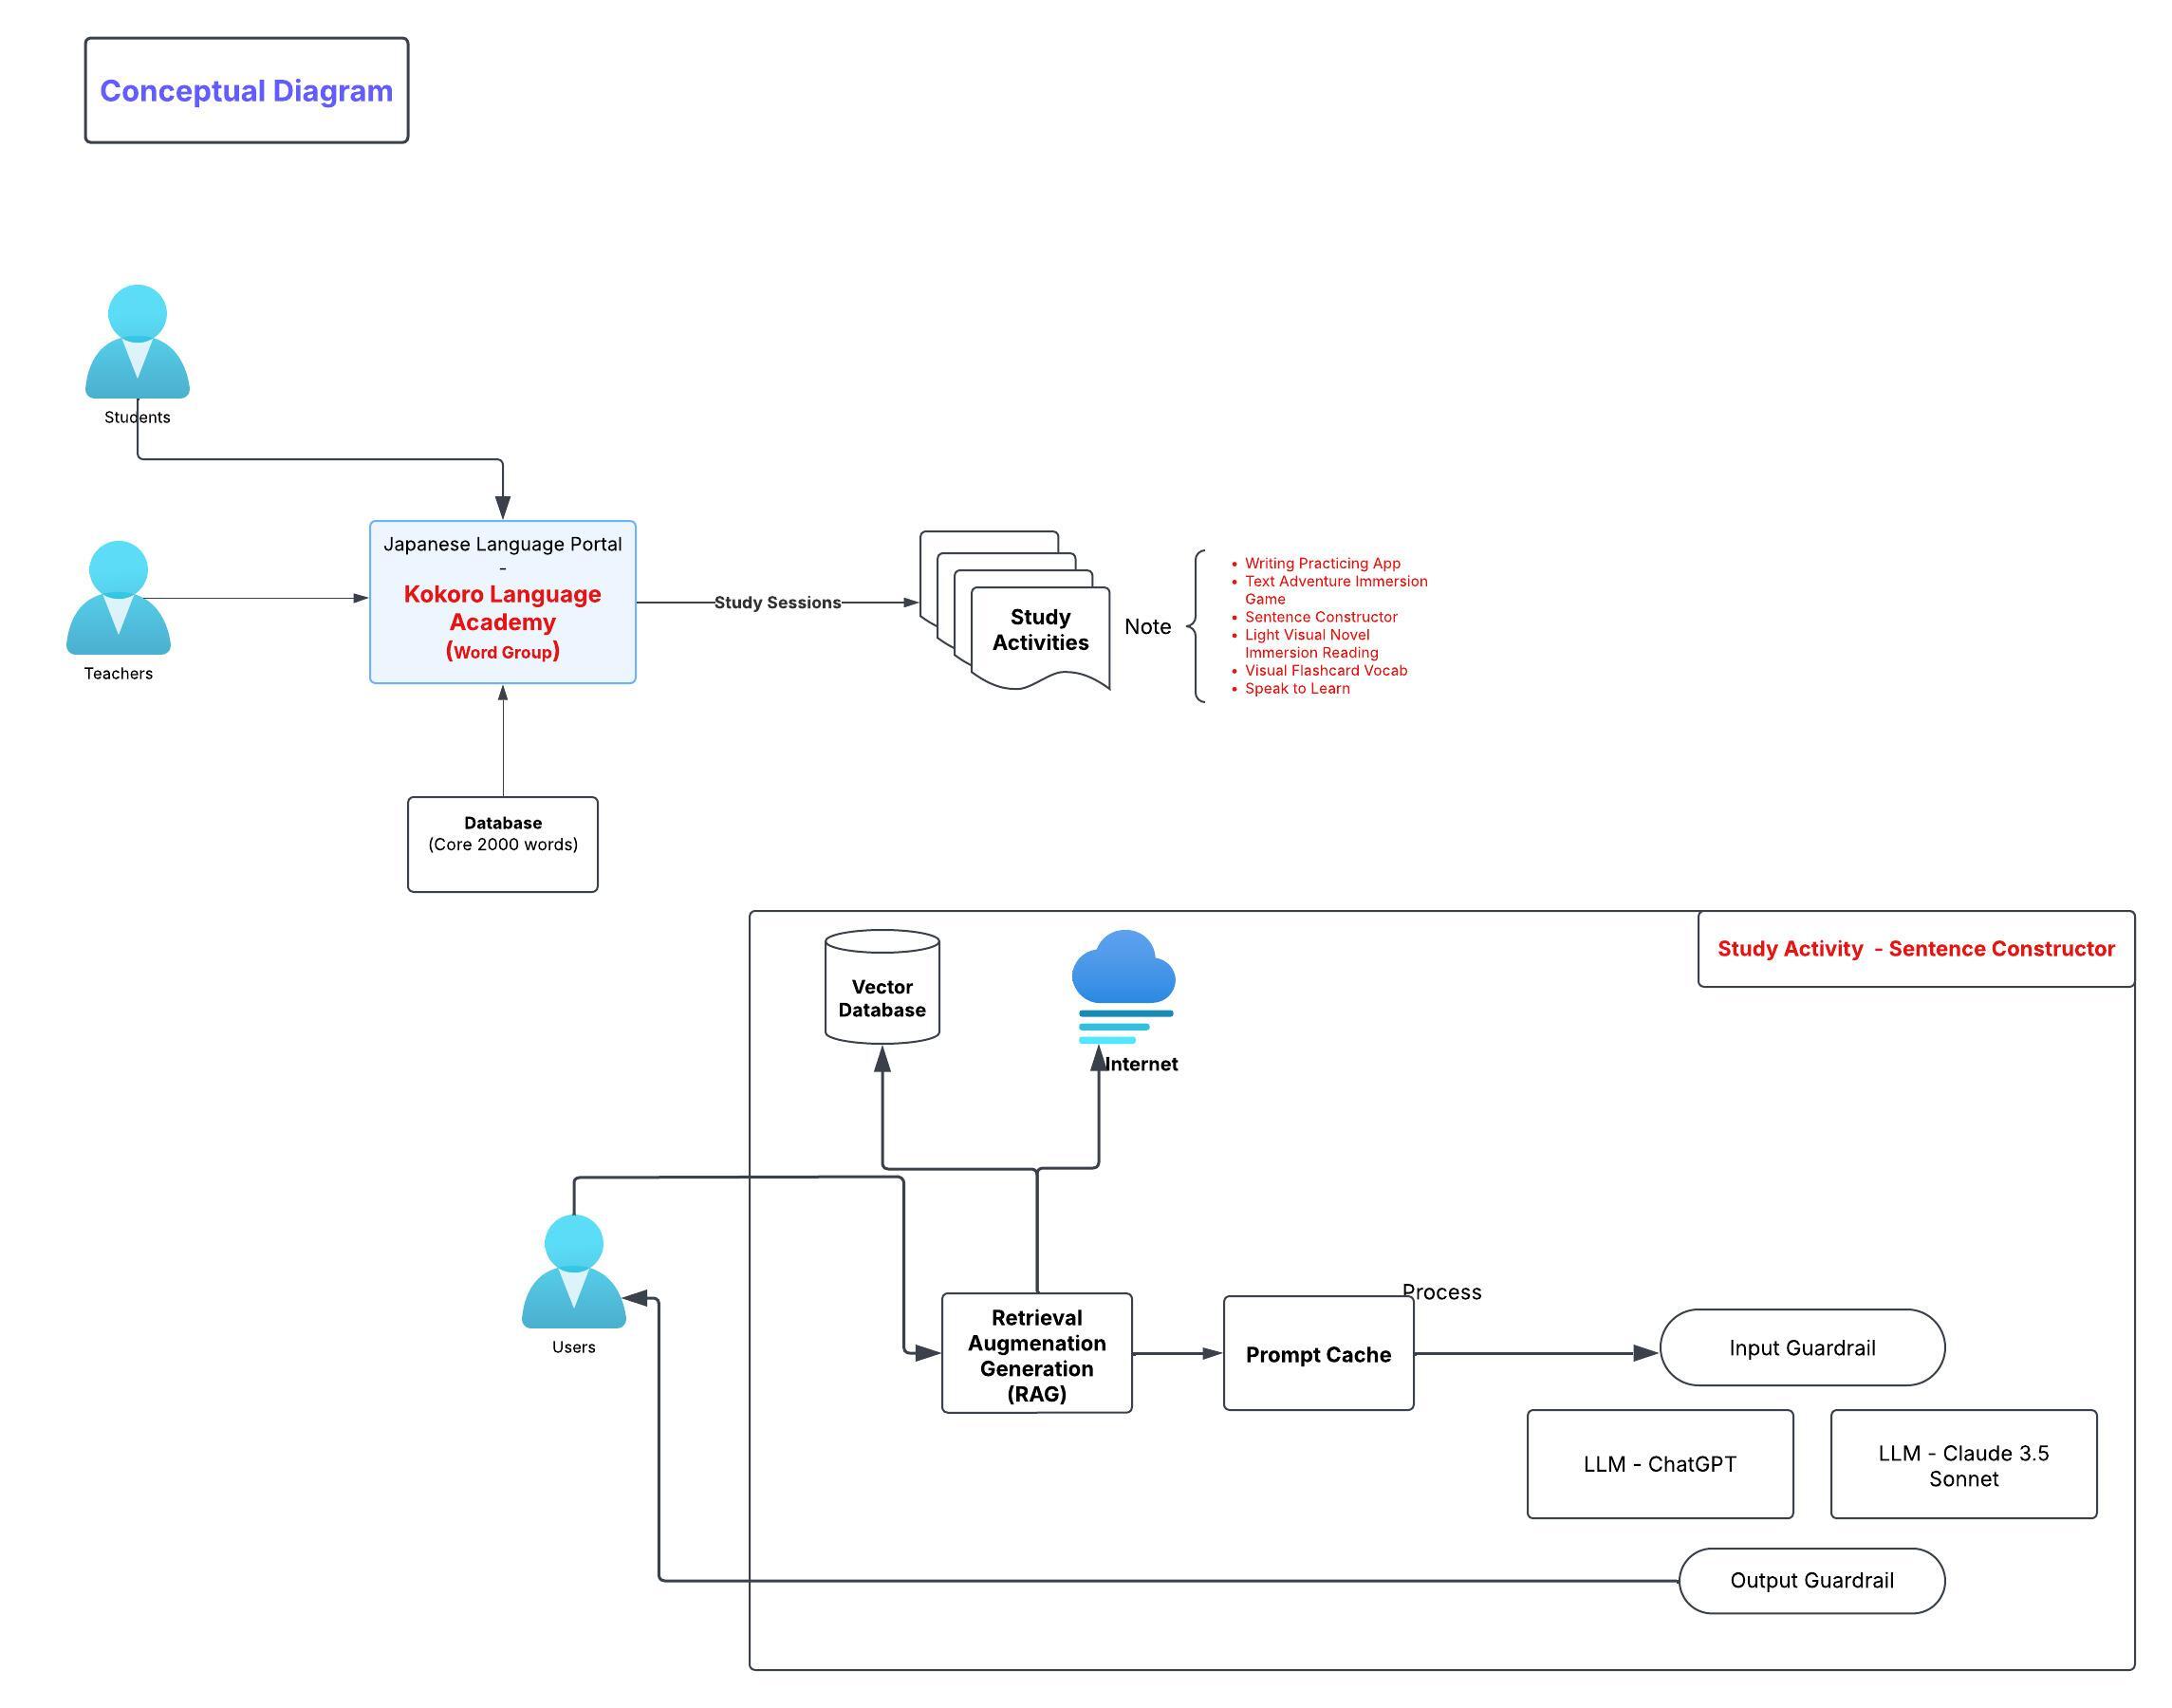 Conceptual Diagram
Students
Japanese Language Portal
-
Kokoro Language
Academy
(Word Group)
Teachers
Study Sessions
Study
Activities
Note
• Writing Practicing App
• Text Adventure Immersion
Game
• Sentence Constructor
• Light Visual Novel
Immersion Reading
• Visual Flashcard Vocab
• Speak to Learn
Database
(Core 2000 words)
Study Activity - Sentence Constructor
Vector
Database
Internet
Users
Retrieval
Augmenation
Generation
(RAG)
Prompt Cache
Process
Input Guardrail
LLM - ChatGPT
LLM - Claude 3.5
Sonnet
Output Guardrail